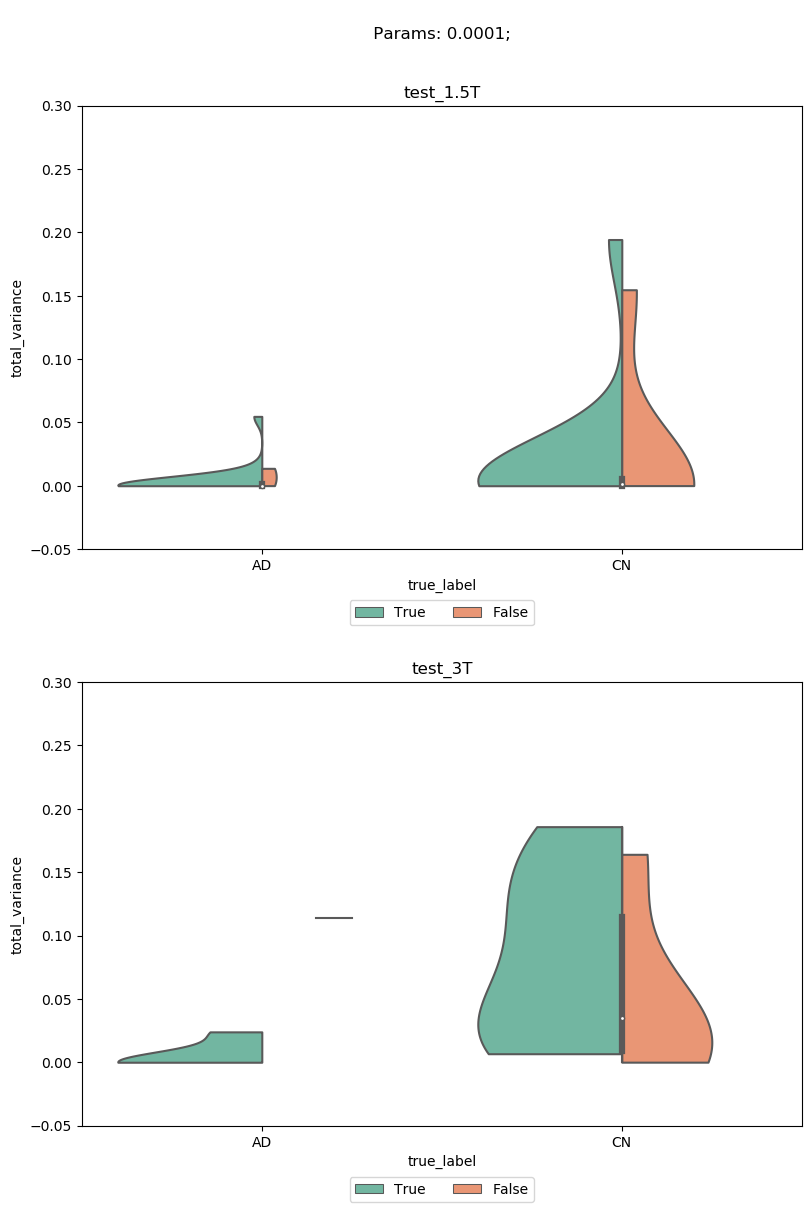 Params: 0.0001;
test_1.5T
0.30
0.25
0.20
0.15
0.10
0.05
0.00
−0.05
total_variance
AD
CN
true_label
True
False
test_3T
0.30
0.25
0.20
0.15
0.10
0.05
0.00
−0.05
total_variance
AD
CN
true_label
True
False